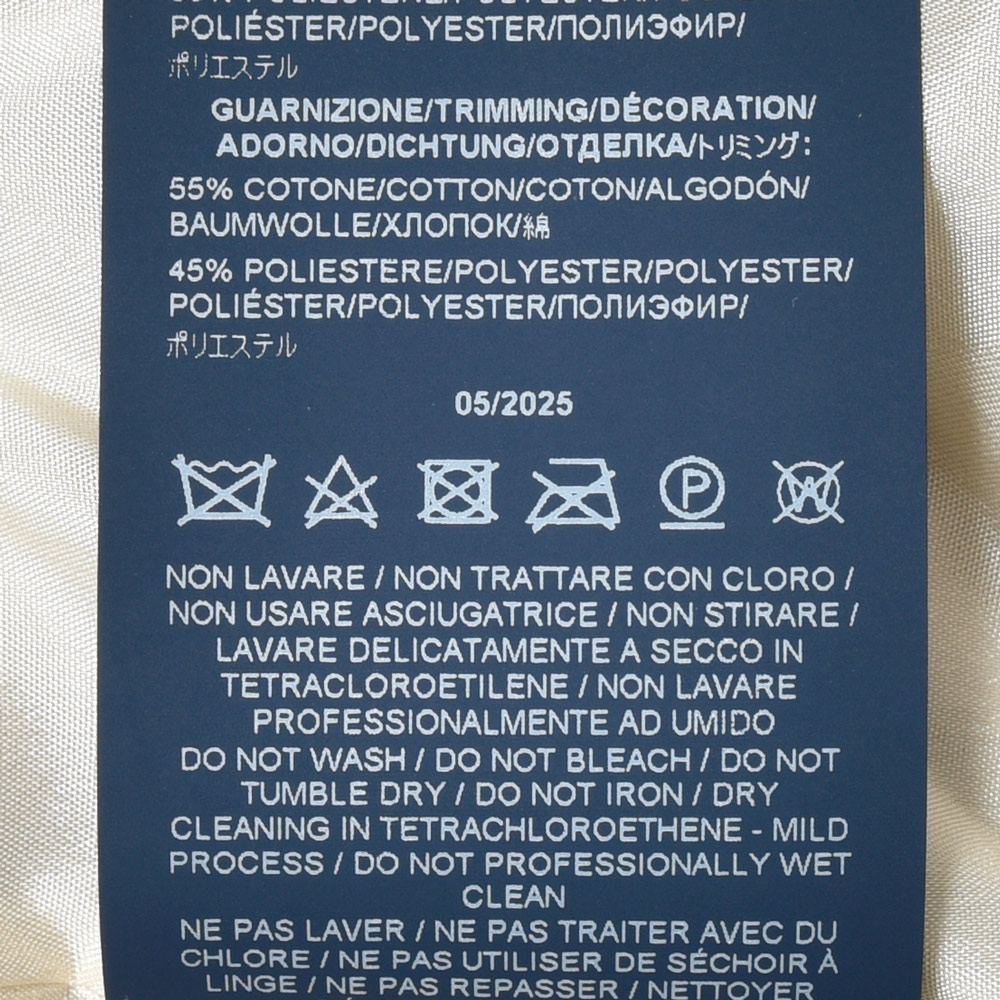 POLIÉSTER/POLYESTER/ПОЛИЭФИР/
ポリエステル
GUARNIZIONE/TRIMMING/DÉCORATION/
ADORNO/DICHTUNG/ОТДЕЛКА/トリミング:
55% COTONE/COTTON/COTON/ALGODÓN/
BAUMWOLLE/ХЛОПОК/綿
45% POLIESTERE/POLYESTER/POLYESTER/
POLIÉSTER/POLYESTER/ПОЛИЭФИР/
ポリエステル
05/2025
P W
NON LAVARE / NON TRATTARE CON CLORO /
NON USARE ASCIUGATRICE / NON STIRARE /
LAVARE DELICATAMENTE A SECCO IN
TETRACLOROETILENE / NON LAVARE
PROFESSIONALMENTE AD UMIDO
DO NOT WASH / DO NOT BLEACH / DO NOT
TUMBLE DRY / DO NOT IRON / DRY
CLEANING IN TETRACHLOROETHENE - MILD
PROCESS / DO NOT PROFESSIONALLY WET
CLEAN
NE PAS LAVER / NE PAS TRAITER AVEC DU
CHLORE / NE PAS UTILISER DE SÉCHOIR À
LINGE / NE PAS REPASSER / NETTOYER